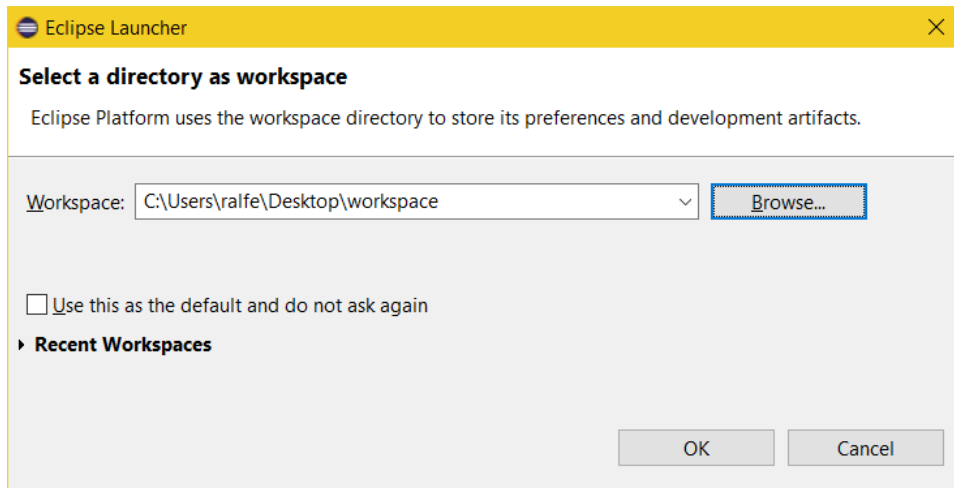 Eclipse Launcher
Select a directory as workspace
Eclipse Platform uses the workspace directory to store its preferences and development artifacts.
Workspace: C:\Users\ralfe\Desktop\workspace Browse...
Use this as the default and do not ask again
Recent Workspaces
OK Cancel